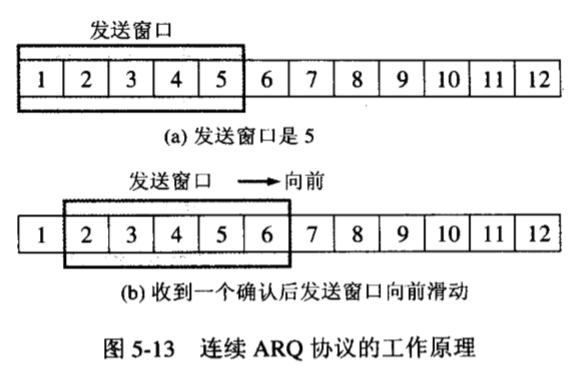 发送窗口
1 2 3 4 5 6 7 8 9 10 11 12
(a) 发送窗口是 5
发送窗口 → 向前
1 2 3 4 5 6 7 8 9 10 11 12
(b) 收到一个确认后发送窗口向前滑动
图 5-13 连续 ARQ 协议的工作原理